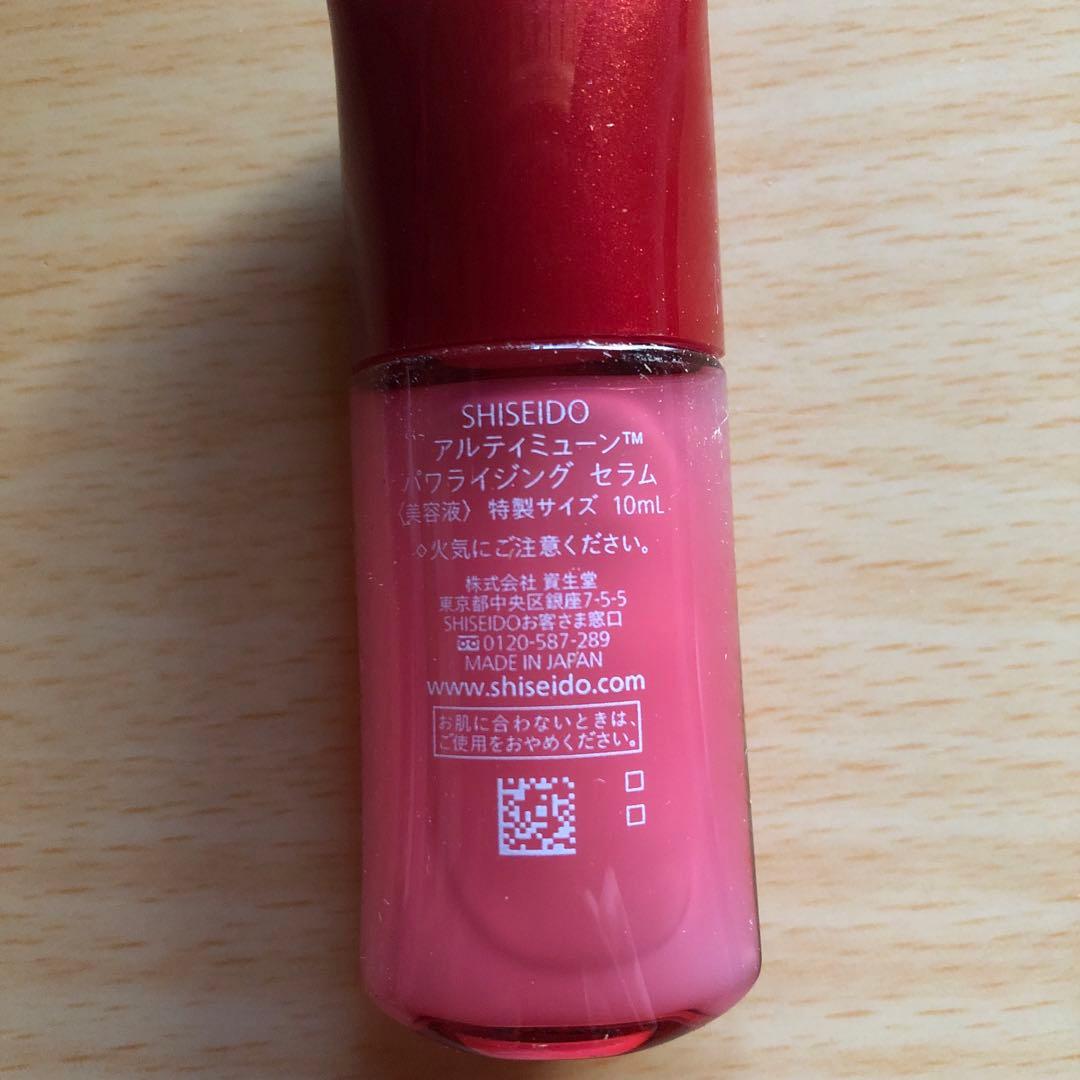 SHISEIDO
アルティミューン™
パワライジング セラム
〈美容液〉 特製サイズ 10mL
◇火気にご注意ください。
株式会社 資生堂
東京都中央区銀座7-5-5
SHISEIDOお客さま窓口
0120-587-289
MADE IN JAPAN
www.shiseido.com
お肌に合わないときは、
ご使用をおやめください。